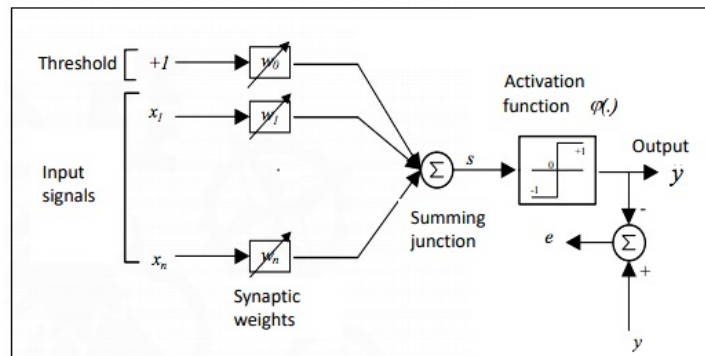 Threshold
+1
w0
x1
w1
Input
signals
xn
wn
Synaptic
weights
Σ
s
Summing
junction
Activation
function φ(.)
0
+1
-1
Output
ÿ
-
e
Σ
+
y